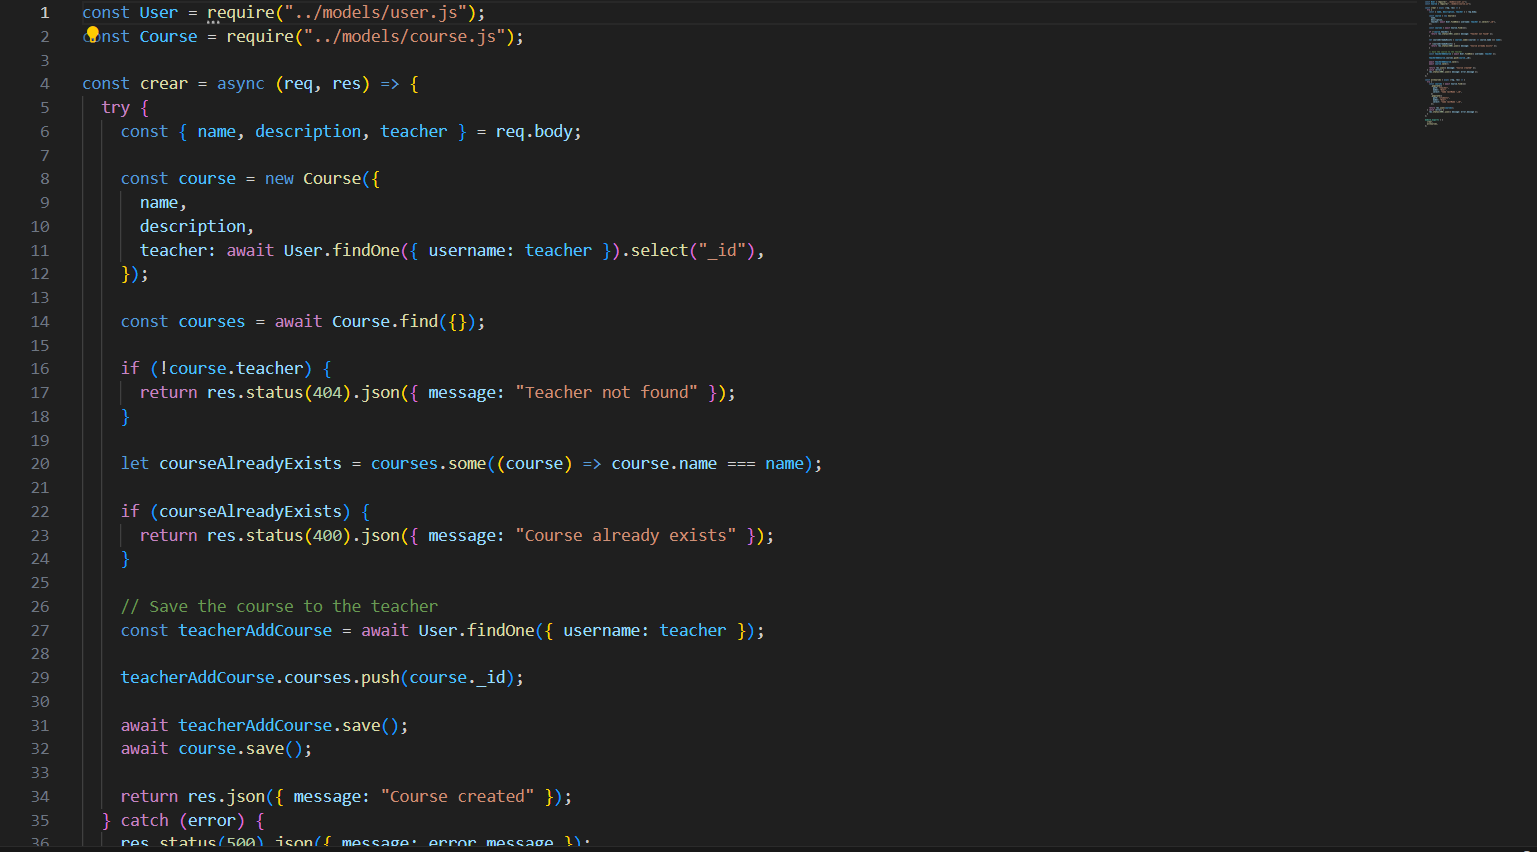 1 const User = require("../models/user.js");
2 const Course = require("../models/course.js");
3
4 const crear = async (req, res) => {
5 try {
6 const { name, description, teacher } = req.body;
7
8 const course = new Course({
9 name,
10 description,
11 teacher: await User.findOne({ username: teacher }).select("_id"),
12 });
13
14 const courses = await Course.find({});
15
16 if (!course.teacher) {
17 return res.status(404).json({ message: "Teacher not found" });
18 }
19
20 let courseAlreadyExists = courses.some((course) => course.name === name);
21
22 if (courseAlreadyExists) {
23 return res.status(400).json({ message: "Course already exists" });
24 }
25
26 // Save the course to the teacher
27 const teacherAddCourse = await User.findOne({ username: teacher });
28
29 teacherAddCourse.courses.push(course._id);
30
31 await teacherAddCourse.save();
32 await course.save();
33
34 return res.json({ message: "Course created" });
35 } catch (error) {
36 res.status(500).json({ message: error.message });